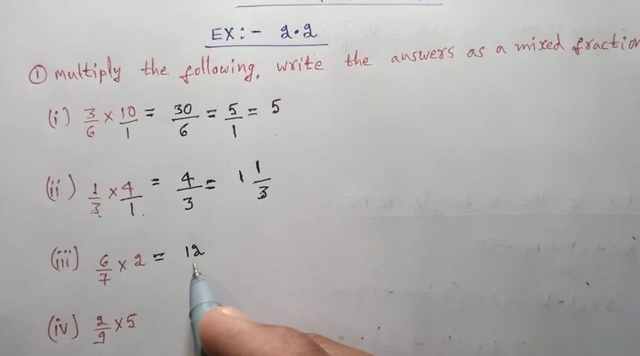 EX:- 2.2
① multiply the following, write the answers as a mixed fraction
(i) 3/6 × 10/1 = 30/6 = 5/1 = 5
(ii) 1/3 × 4/1 = 4/3 = 1 1/3
(iii) 6/7 × 2 = 12
(iv) 2/9 × 5